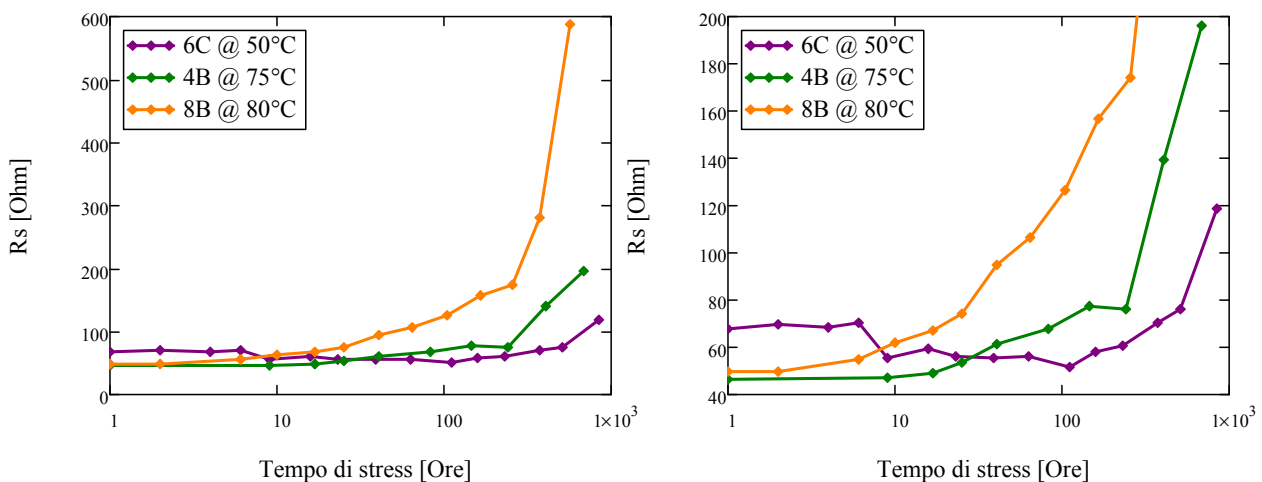 600
500
400
300
200
100
0
1
10
100
1×10³
Rs [Ohm]
Tempo di stress [Ore]
6C @ 50°C
4B @ 75°C
8B @ 80°C
200
180
160
140
120
100
80
60
40
1
10
100
1×10³
Rs [Ohm]
Tempo di stress [Ore]
6C @ 50°C
4B @ 75°C
8B @ 80°C